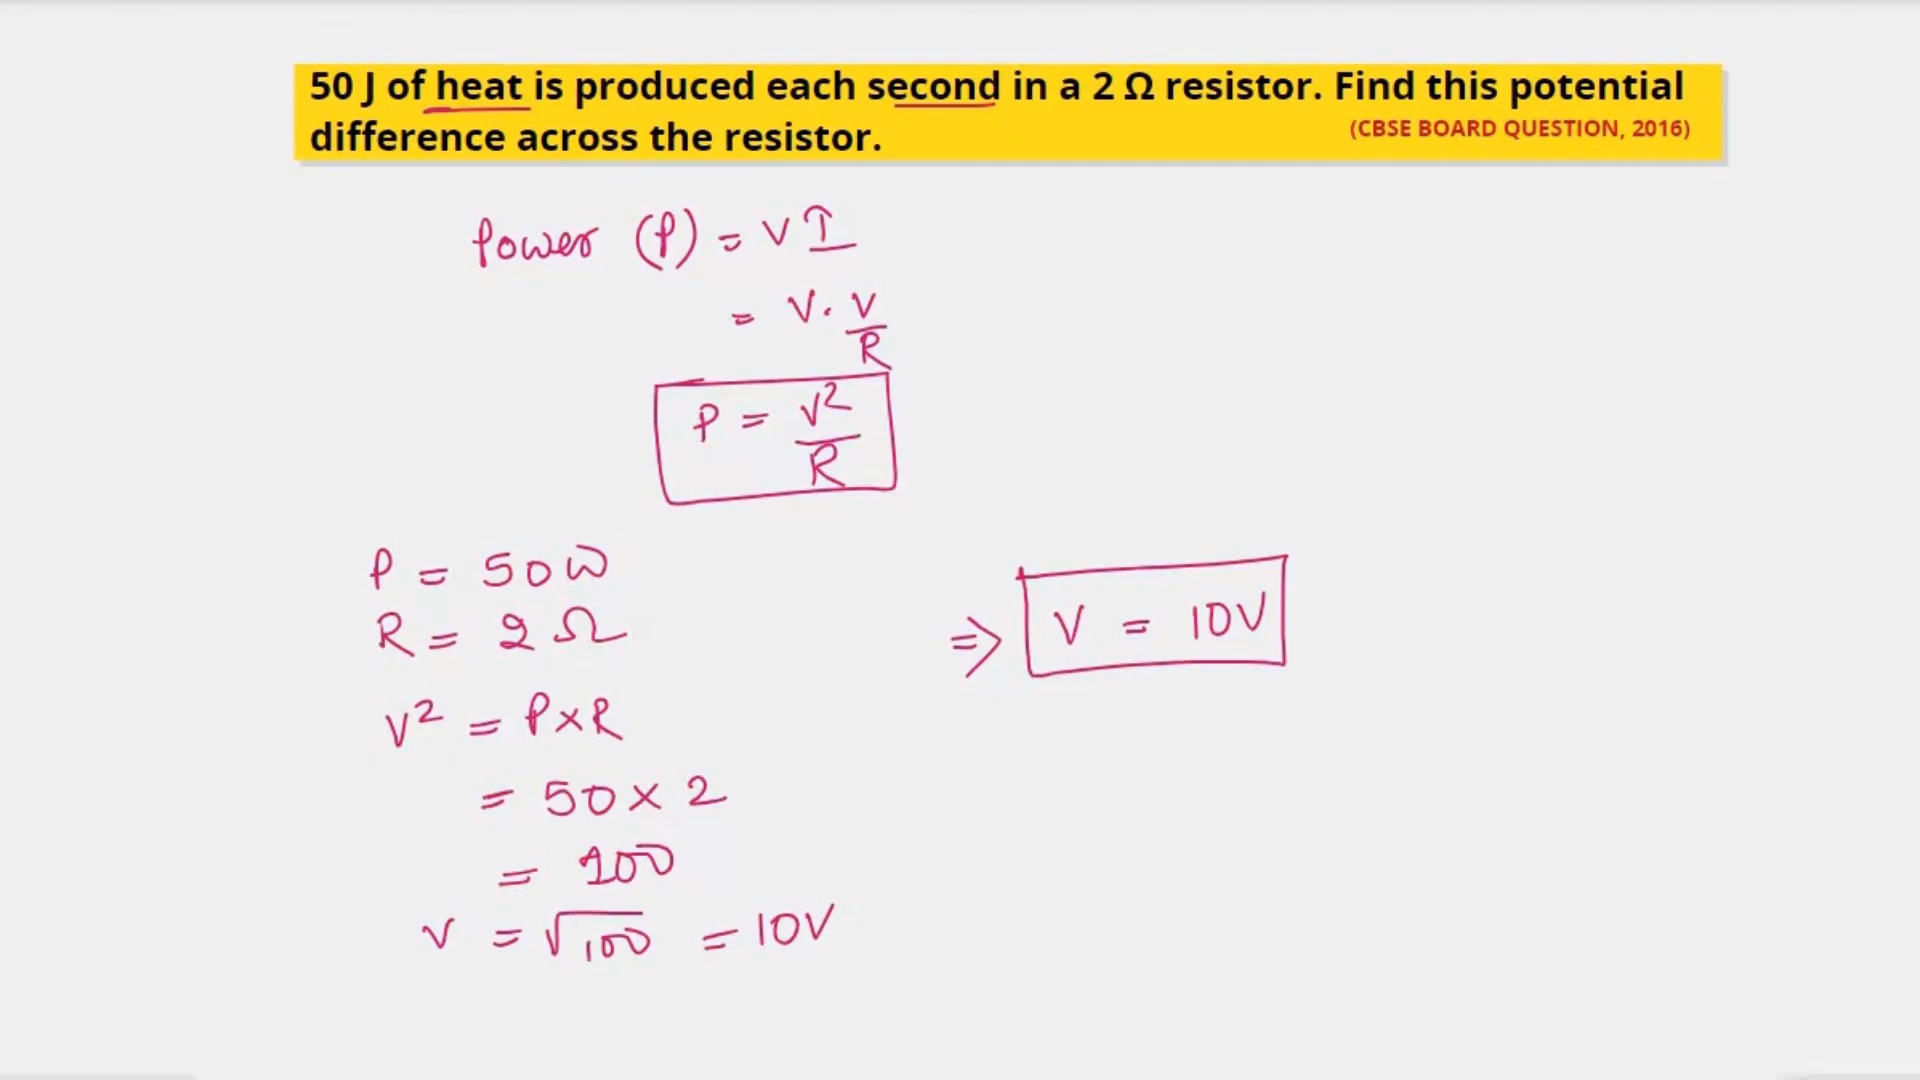 50 J of heat is produced each second in a 2 Ω resistor. Find this potential
difference across the resistor.
(CBSE BOARD QUESTION, 2016)
Power (P) = VI
= V. V/R
P = V²/R
P = 50W
R = 2Ω
V² = P×R
= 50 × 2
= 100
V = √100 = 10V
⇒ V = 10V